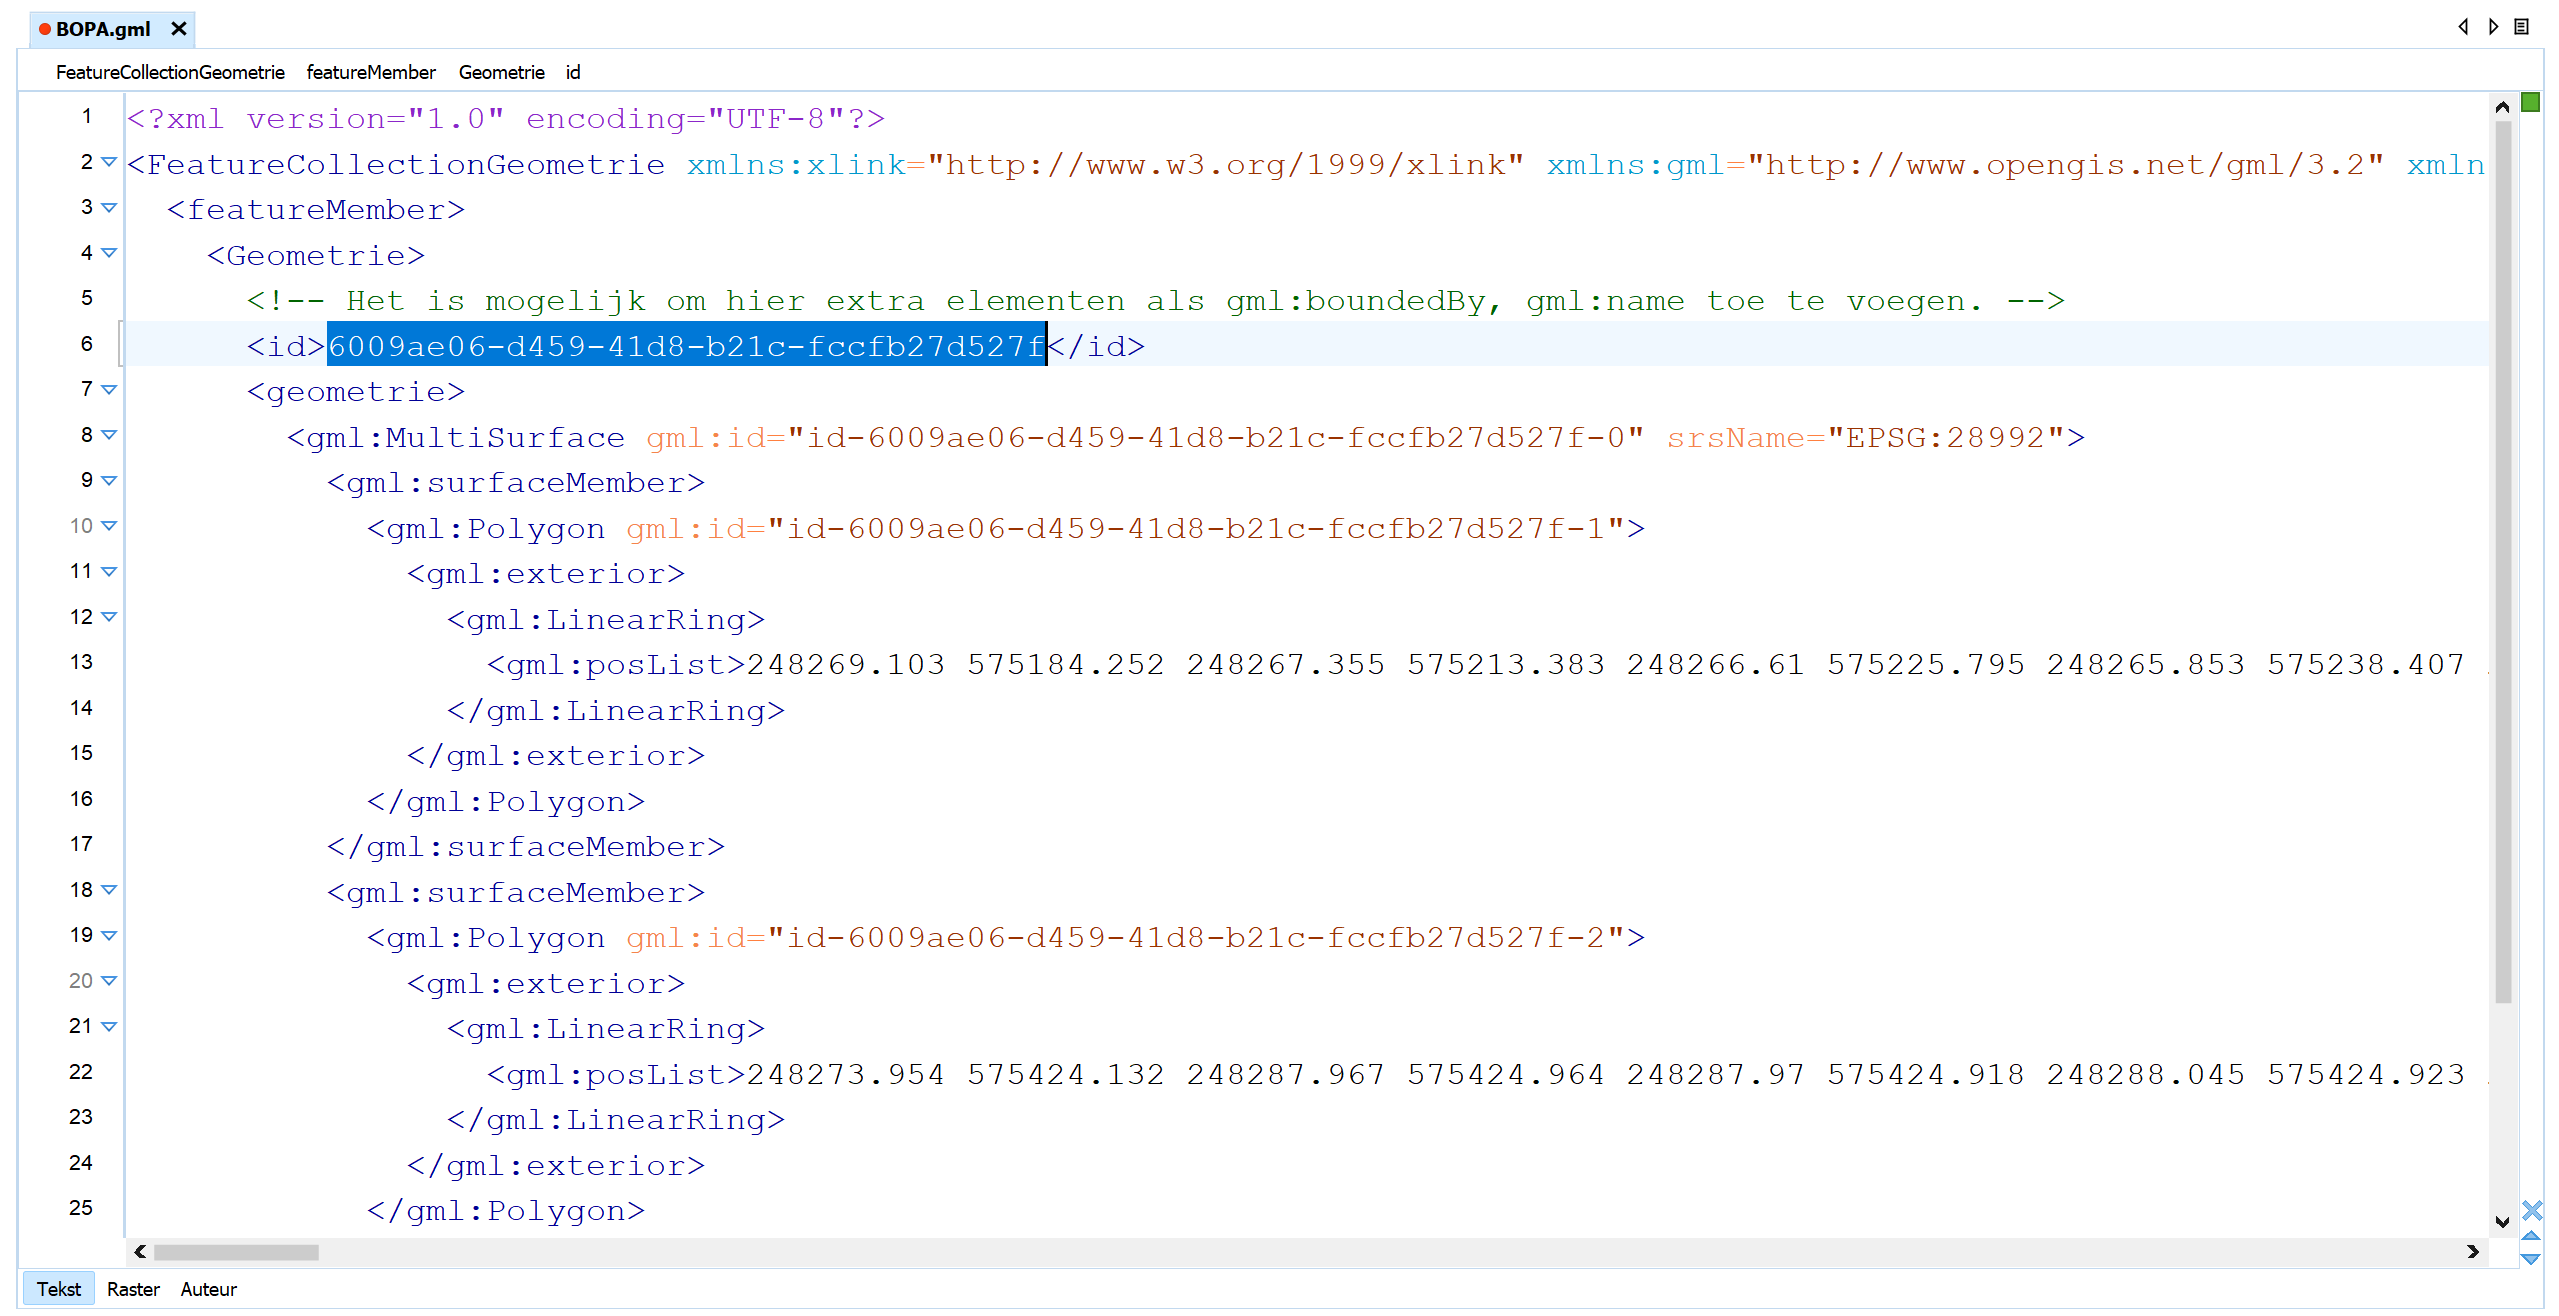 BOPA.gml
FeatureCollectionGeometrie featureMember Geometrie id
1 <?xml version="1.0" encoding="UTF-8"?>
2 <FeatureCollectionGeometrie xmlns:xlink="http://www.w3.org/1999/xlink" xmlns:gml="http://www.opengis.net/gml/3.2" xmln
3 <featureMember>
4 <Geometrie>
5 <!-- Het is mogelijk om hier extra elementen als gml:boundedBy, gml:name toe te voegen. -->
6 <id>6009ae06-d459-41d8-b21c-fccfb27d527f</id>
7 <geometrie>
8 <gml:MultiSurface gml:id="id-6009ae06-d459-41d8-b21c-fccfb27d527f-0" srsName="EPSG:28992">
9 <gml:surfaceMember>
10 <gml:Polygon gml:id="id-6009ae06-d459-41d8-b21c-fccfb27d527f-1">
11 <gml:exterior>
12 <gml:LinearRing>
13 <gml:posList>248269.103 575184.252 248267.355 575213.383 248266.61 575225.795 248265.853 575238.407
14 </gml:LinearRing>
15 </gml:exterior>
16 </gml:Polygon>
17 </gml:surfaceMember>
18 <gml:surfaceMember>
19 <gml:Polygon gml:id="id-6009ae06-d459-41d8-b21c-fccfb27d527f-2">
20 <gml:exterior>
21 <gml:LinearRing>
22 <gml:posList>248273.954 575424.132 248287.967 575424.964 248287.97 575424.918 248288.045 575424.923
23 </gml:LinearRing>
24 </gml:exterior>
25 </gml:Polygon>
Tekst Raster Auteur